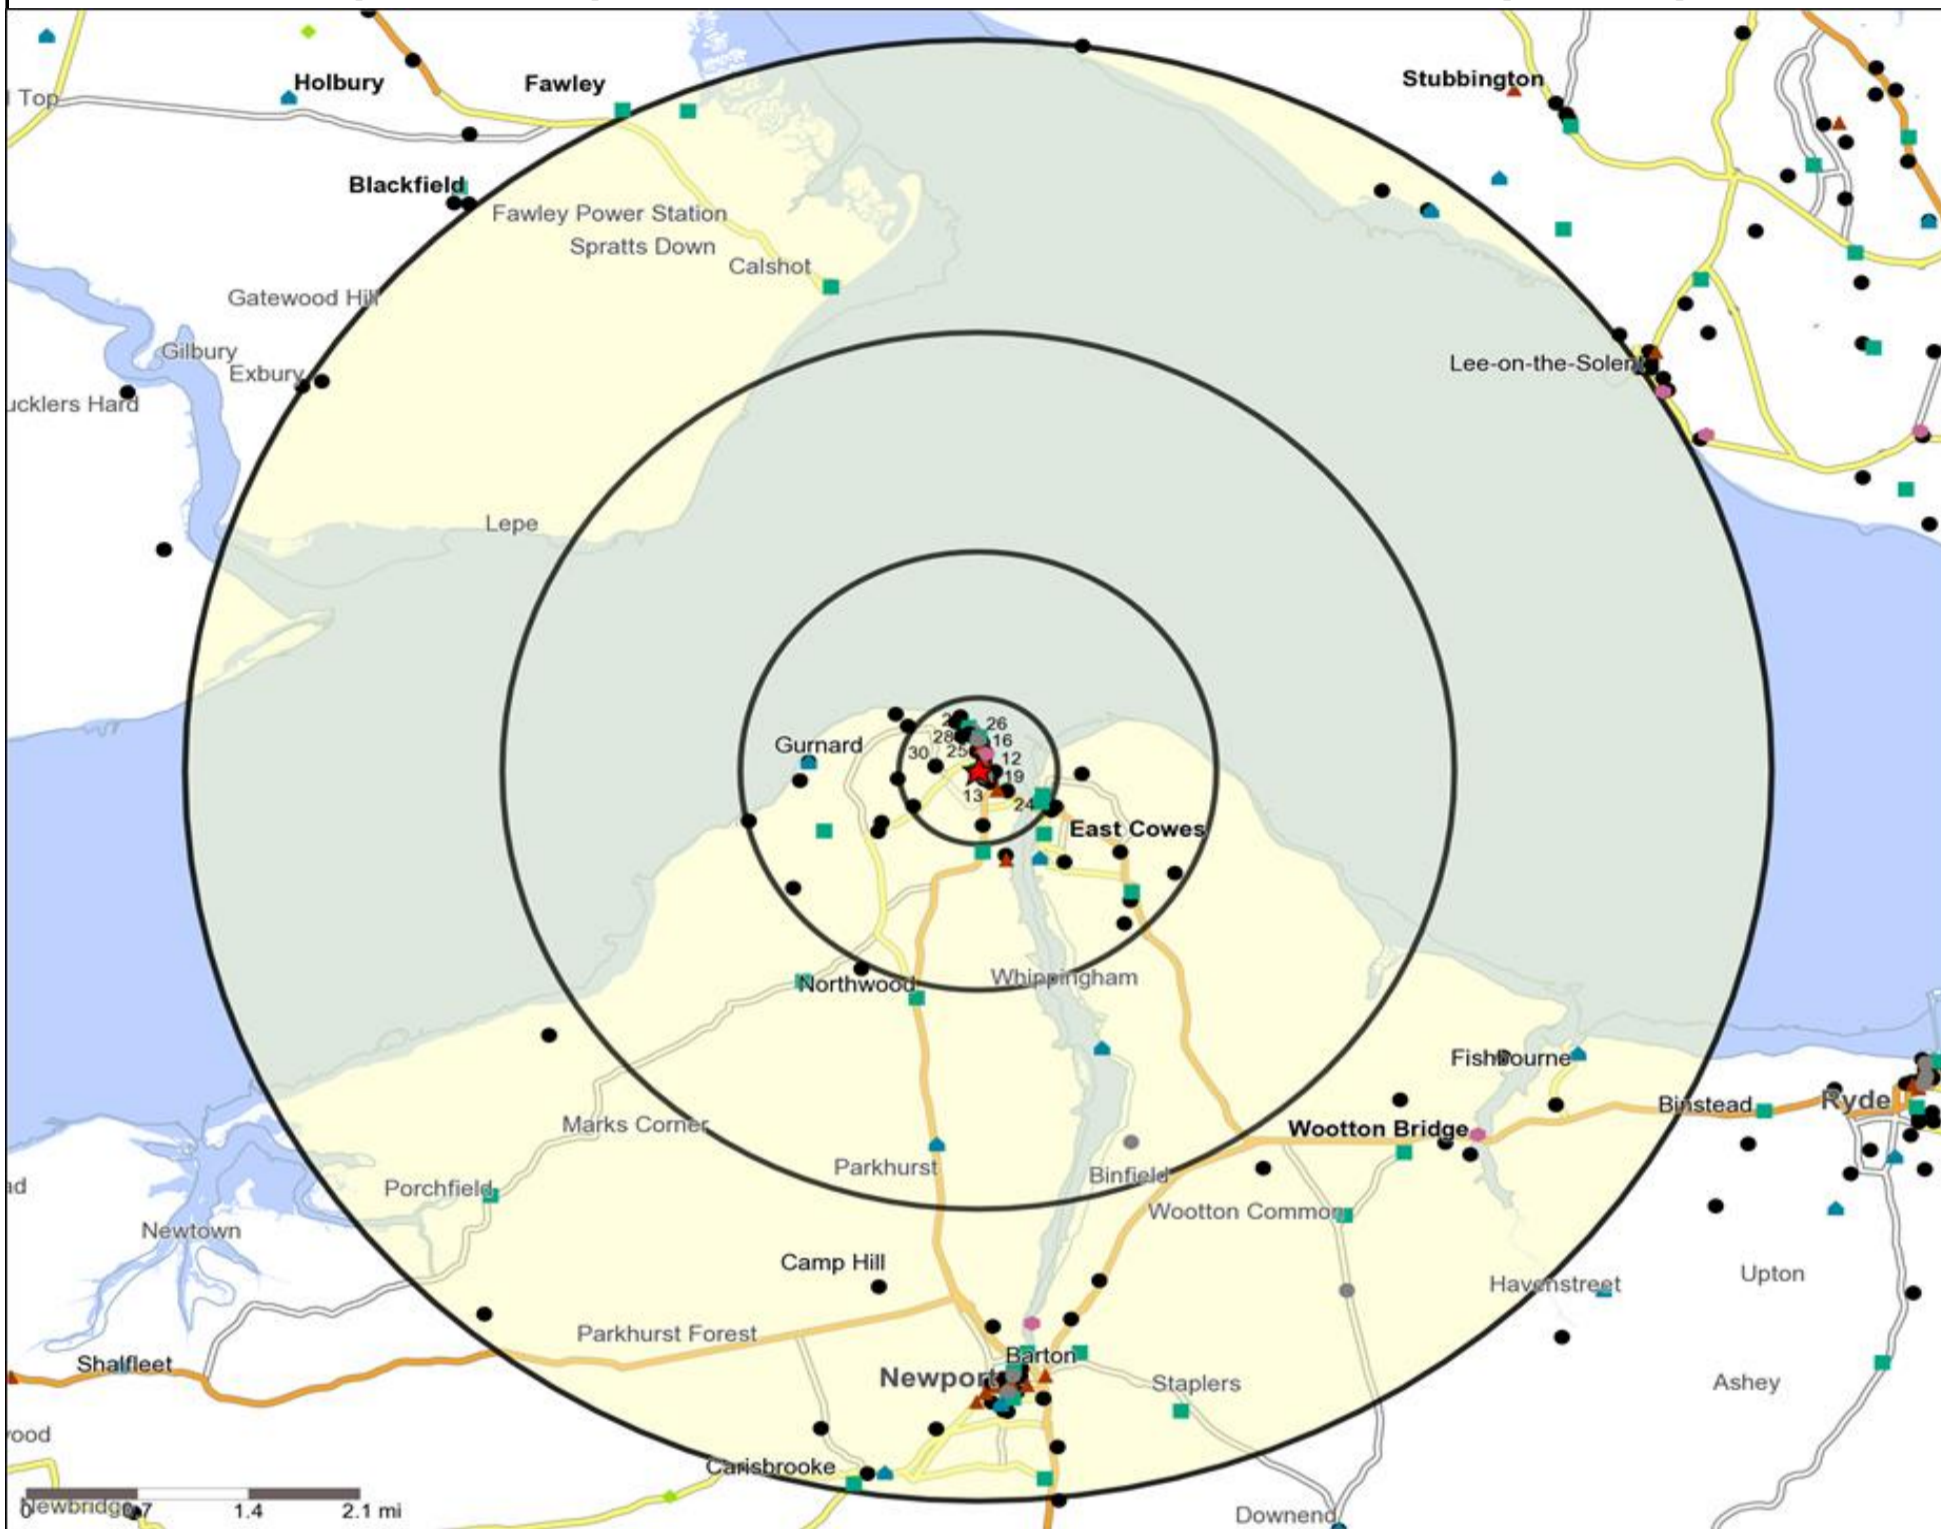 Holbury
Fawley
Stubbington
Top
Blackfield
Fawley Power Station
Spratts Down
Calshot
Gatewood Hill
Gilbury
Exbury
Lee-on-the-Solent
ucklers Hard
Lepe
26
28
16
Gurnard
30
25
12
19
13
24
East Cowes
Whippingham
Northwood
Fishbourne
Marks Corner
Wootton Bridge
Binstead
Ryde
Parkhurst
Binfield
Porchfield
Newtown
Wootton Common
Camp Hill
Havenstreet
Upton
Parkhurst Forest
Shalfleet
Barton
Newport
Staplers
Ashey
Carisbrooke
Newbridge
0
0.7
1.4
2.1 mi
Downend